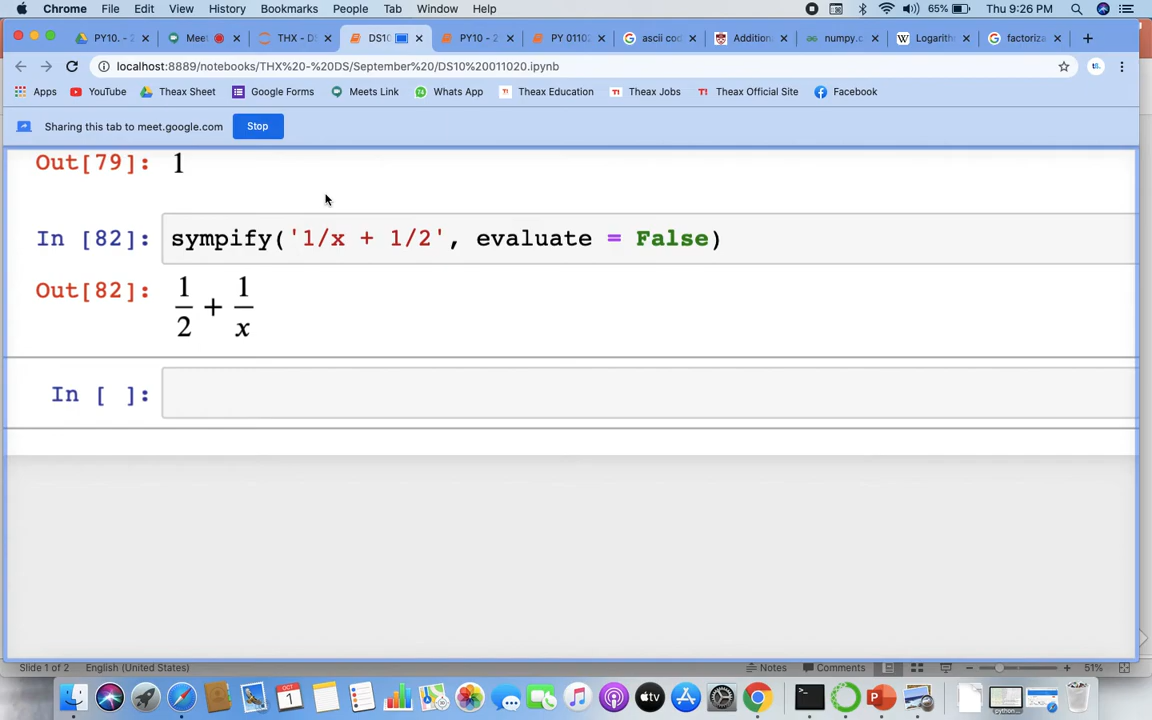 Chrome File Edit View History Bookmarks People Tab Window Help 65% Thu 9:26 PM
PY10. - 2 Meet THX - DS DS10 PY10 - 2 PY 0110 ascii cod Addition numpy.c Logarith factoriza
localhost:8889/notebooks/THX%20-%20DS/September%20/DS10%20011020.ipynb
Apps YouTube Theax Sheet Google Forms Meets Link Whats App Theax Education Theax Jobs Theax Official Site Facebook
Sharing this tab to meet.google.com Stop
Out[79]: 1
In [82]: sympify('1/x + 1/2', evaluate = False)
Out[82]: 1/2 + 1/x
In [ ]:
Slide 1 of 2 English (United States) Notes Comments 51%